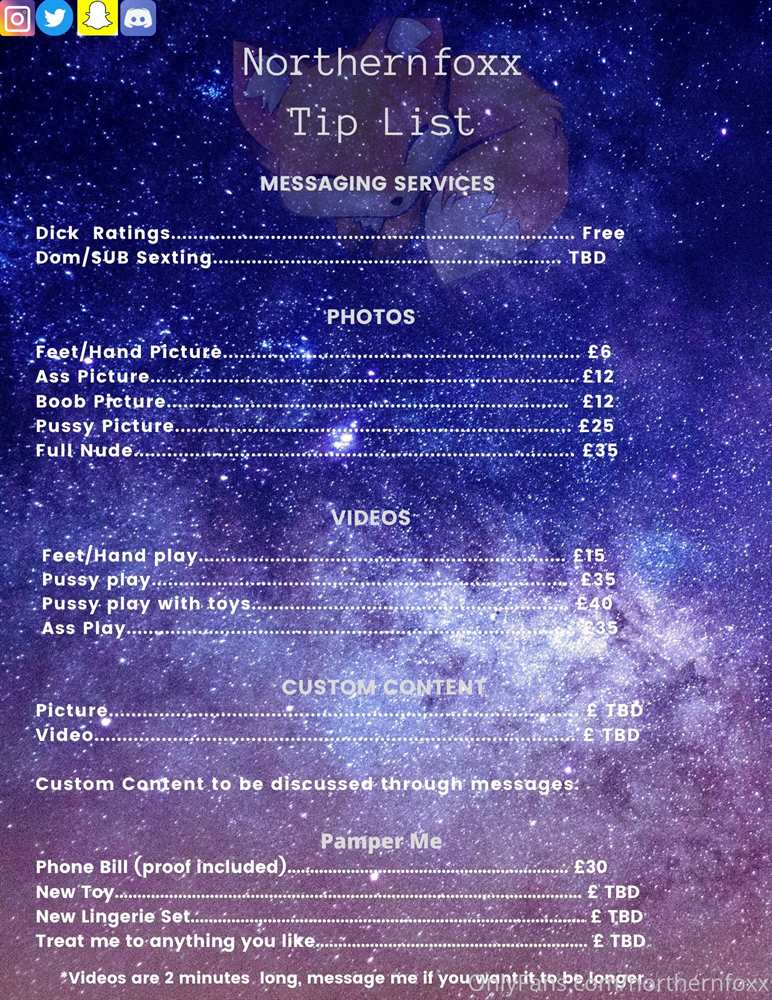 Northernfoxx
Tip List
MESSAGING SERVICES
Dick Ratings............................................................................ Free
Dom/SUB Sexting.................................................................. TBD
PHOTOS
Feet/Hand Picture.................................................................... £6
Ass Picture................................................................................ £12
Boob Picture........................................................................... £12
Pussy Picture........................................................................... £25
Full Nude.................................................................................. £35
VIDEOS
Feet/Hand play..................................................................... £15
Pussy play............................................................................... £35
Pussy play with toys............................................................ £40
Ass Play.................................................................................. £35
CUSTOM CONTENT
Picture....................................................................................... £ TBD
Video......................................................................................... £ TBD
Custom Content to be discussed through messages.
Pamper Me
Phone Bill (proof included)..................................................... £30
New Toy..................................................................................... £ TBD
New Lingerie Set....................................................................... £ TBD
Treat me to anything you like................................................. £ TBD
*Videos are 2 minutes long, message me if you want it to be longer.
OnlyFans.com/northernfoxx